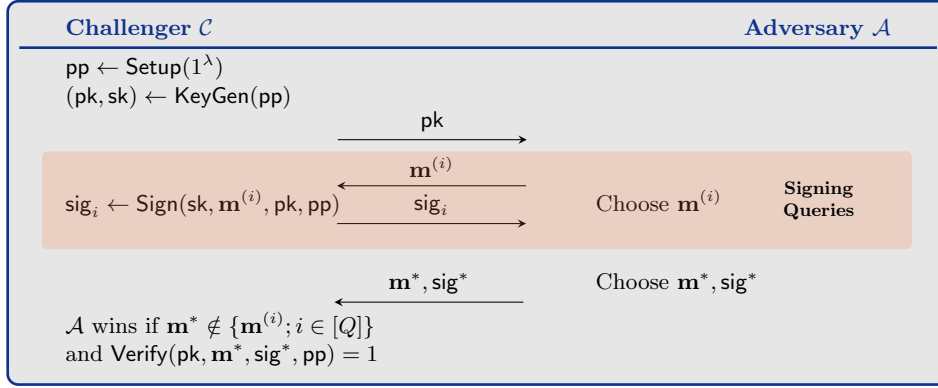 Challenger 𝒞 Adversary 𝒜
pp ← Setup(1^λ)
(pk, sk) ← KeyGen(pp)
pk
m^(i)
sig_i ← Sign(sk, m^(i), pk, pp) sig_i Choose m^(i) Signing Queries
m*, sig* Choose m*, sig*
𝒜 wins if m* ∉ {m^(i); i ∈ [Q]}
and Verify(pk, m*, sig*, pp) = 1